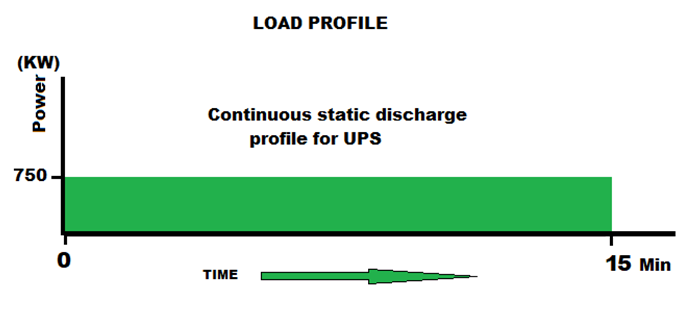 LOAD PROFILE
(KW)
Power
Continuous static discharge
profile for UPS
750
0
15 Min
TIME